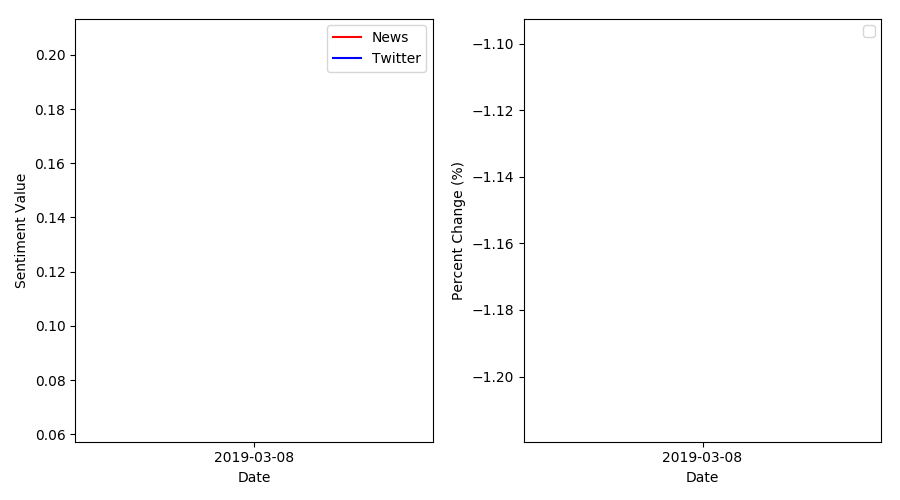 0.20
0.18
0.16
0.14
0.12
0.10
0.08
0.06
Sentiment Value
News
Twitter
2019-03-08
Date
−1.10
−1.12
−1.14
−1.16
−1.18
−1.20
Percent Change (%)
2019-03-08
Date